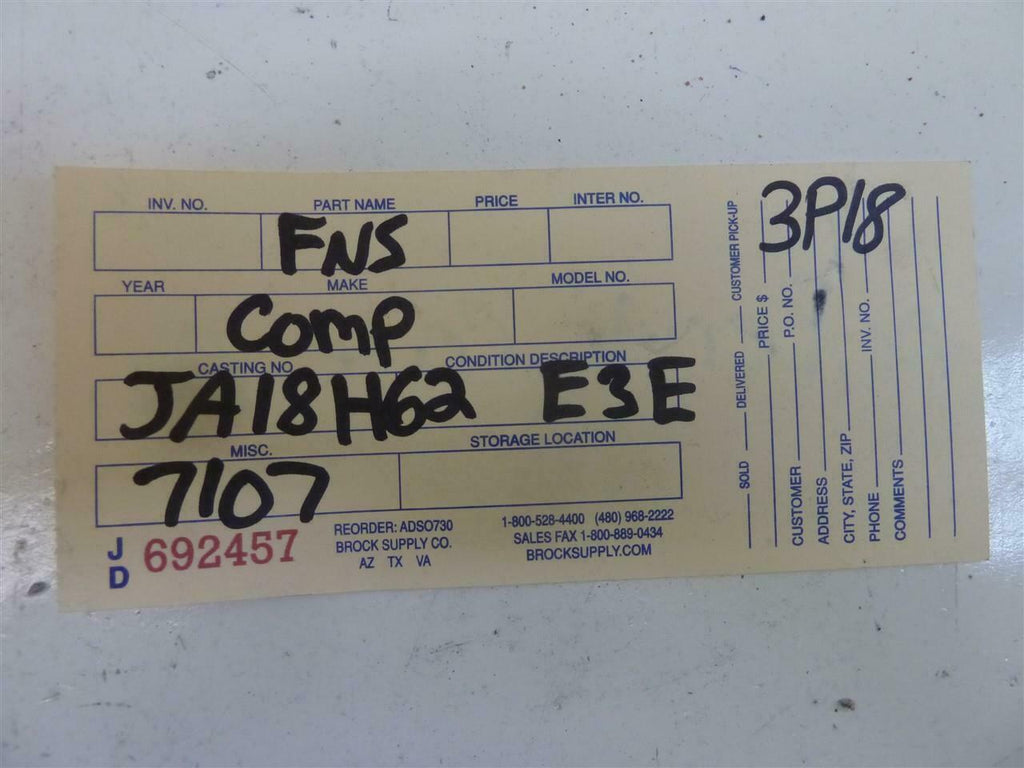 INV. NO. PART NAME PRICE INTER NO.
FNS
YEAR MAKE MODEL NO.
Comp
CASTING NO CONDITION DESCRIPTION
JA18H62 E3E
MISC. STORAGE LOCATION
7107
JD 692457
REORDER: ADSO730
BROCK SUPPLY CO.
AZ TX VA
1-800-528-4400 (480) 968-2222
SALES FAX 1-800-889-0434
BROCKSUPPLY.COM
3P18
SOLD DELIVERED CUSTOMER PICK-UP
PRICE $
CUSTOMER P.O. NO.
ADDRESS
CITY, STATE, ZIP
PHONE INV. NO.
COMMENTS